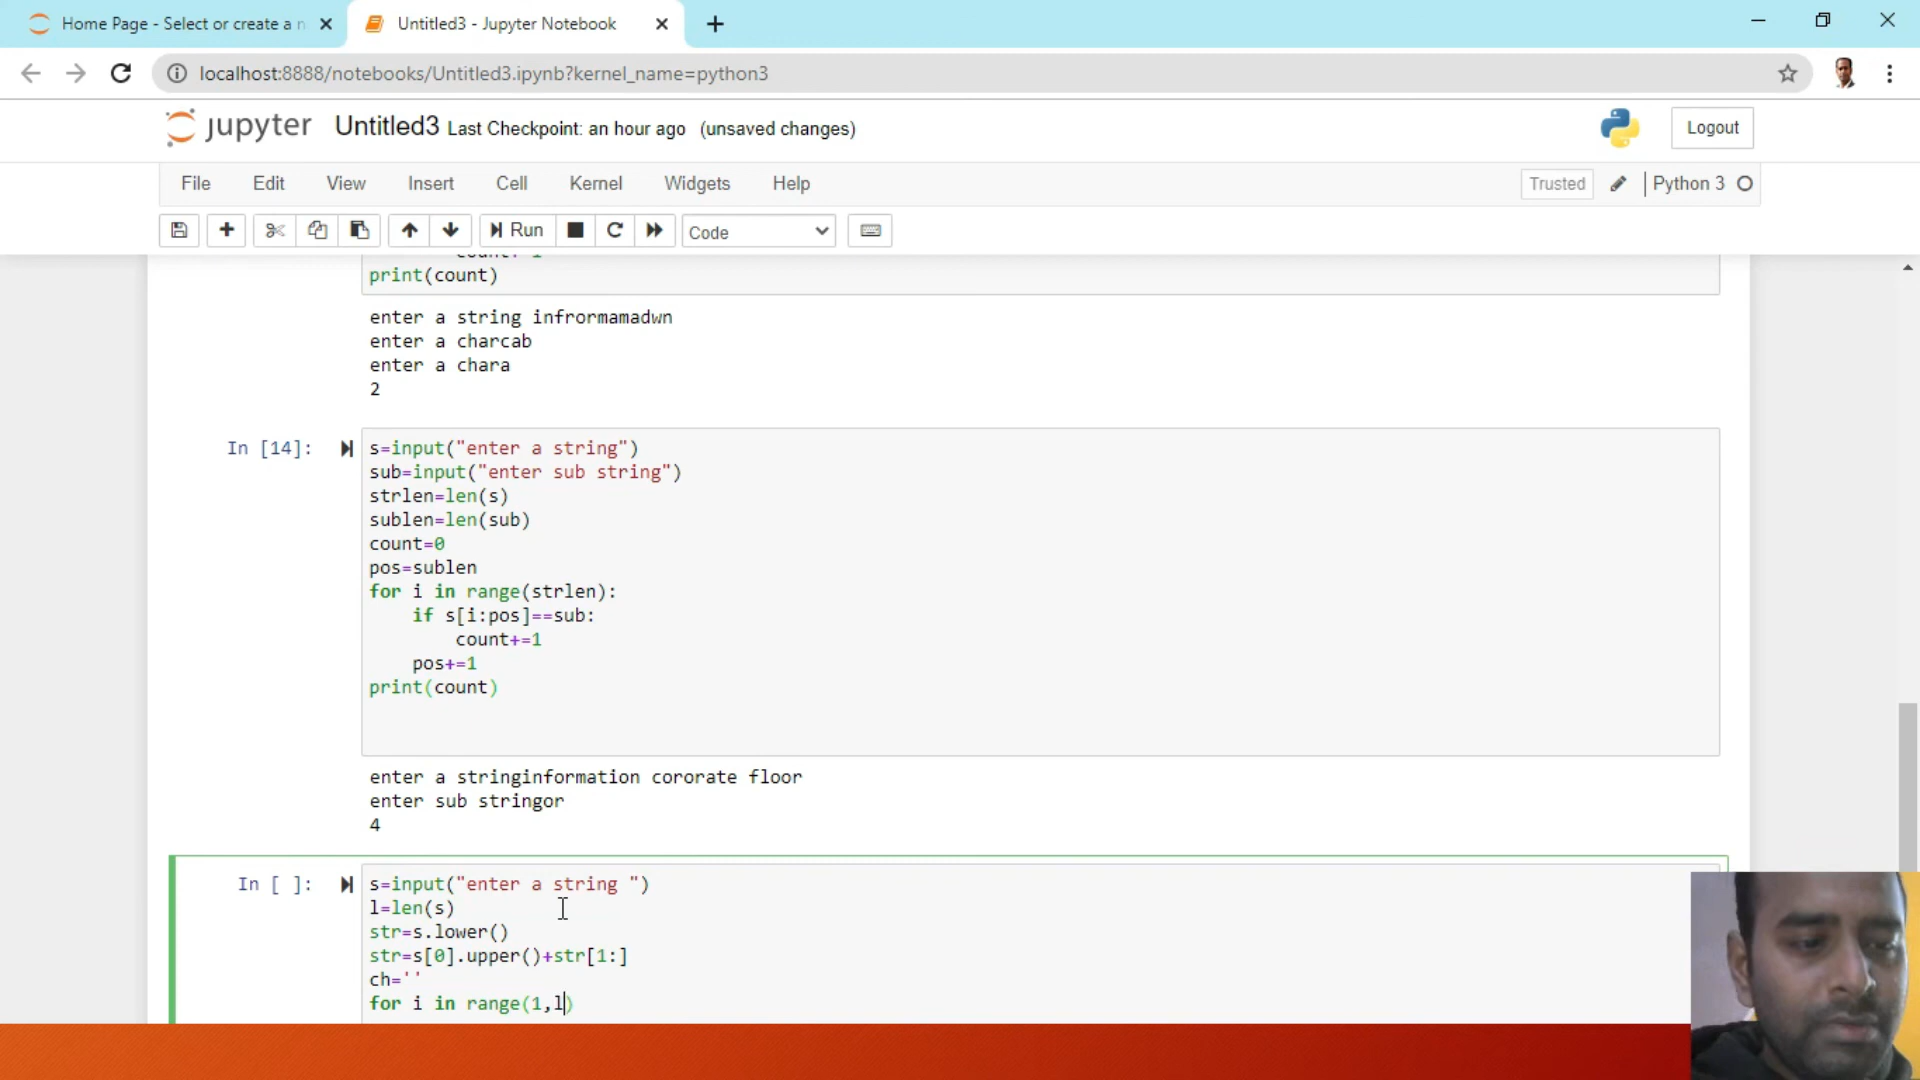 Home Page - Select or create a n
Untitled3 - Jupyter Notebook
localhost:8888/notebooks/Untitled3.ipynb?kernel_name=python3
jupyter Untitled3 Last Checkpoint: an hour ago (unsaved changes)
Logout
File Edit View Insert Cell Kernel Widgets Help
Trusted
Python 3
Run
Code
print(count)
enter a string infrormamadwn
enter a charcab
enter a chara
2
In [14]:
s=input("enter a string")
sub=input("enter sub string")
strlen=len(s)
sublen=len(sub)
count=0
pos=sublen
for i in range(strlen):
    if s[i:pos]==sub:
        count+=1
    pos+=1
print(count)
enter a stringinformation cororate floor
enter sub stringor
4
In [ ]:
s=input("enter a string ")
l=len(s)
str=s.lower()
str=s[0].upper()+str[1:]
ch=''
for i in range(1,l)